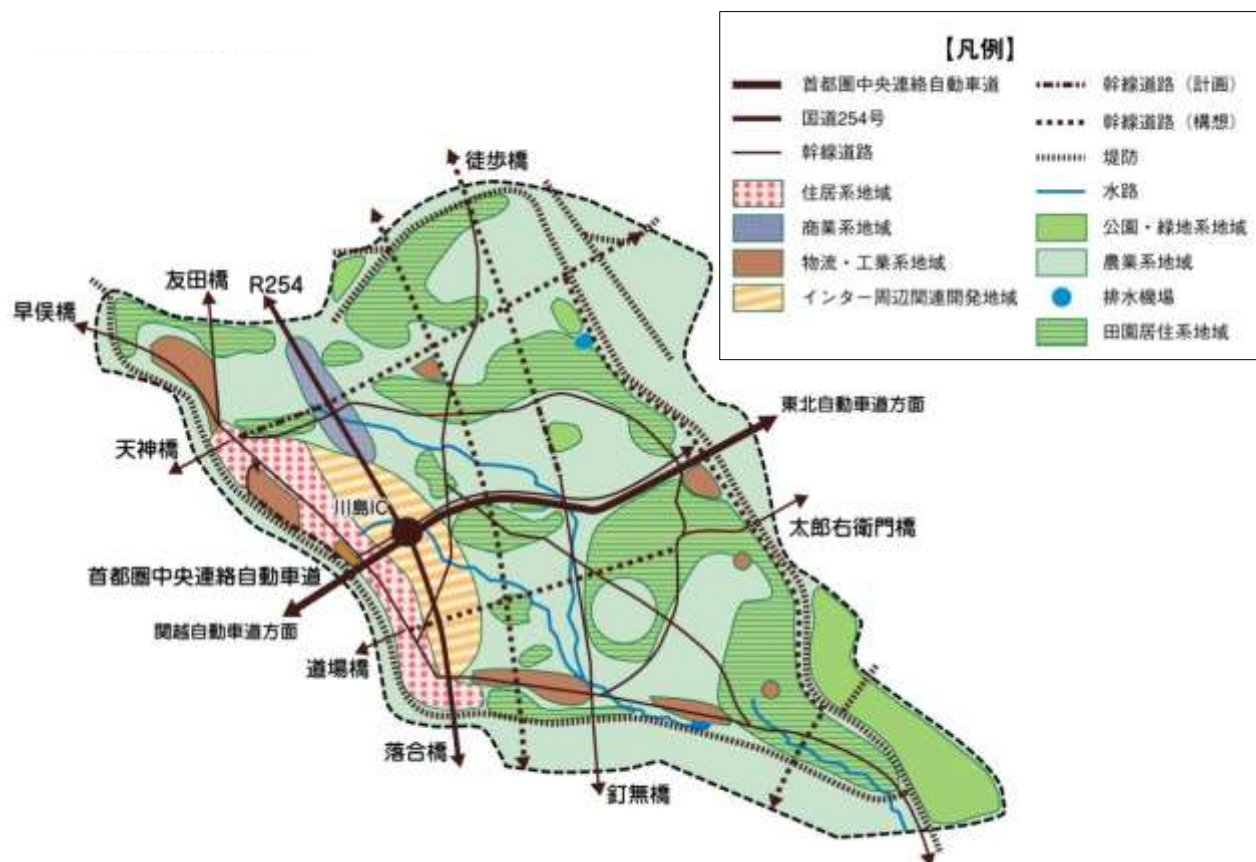 【凡例】
首都圏中央連絡自動車道
国道254号
幹線道路
住居系地域
商業系地域
物流・工業系地域
インター周辺関連開発地域
幹線道路（計画）
幹線道路（構想）
堤防
水路
公園・緑地系地域
農業系地域
排水機場
田園居住系地域
徒歩橋
友田橋
R254
早俣橋
東北自動車道方面
天神橋
川島IC
太郎右衛門橋
首都圏中央連絡自動車道
関越自動車道方面
道場橋
落合橋
釘無橋